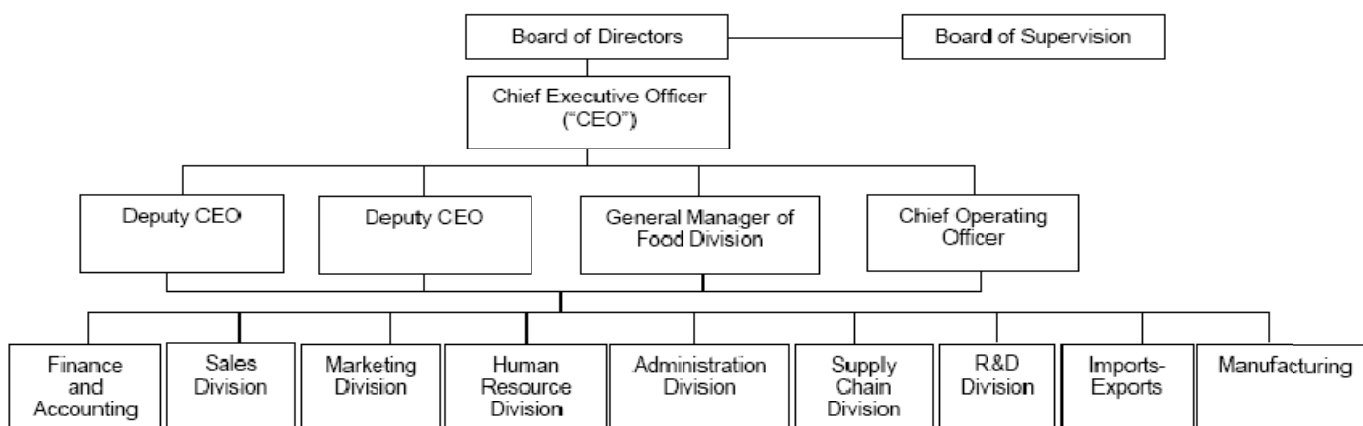 Board of Directors
Board of Supervision
Chief Executive Officer
("CEO")
Deputy CEO
Deputy CEO
General Manager of
Food Division
Chief Operating
Officer
Finance
and
Accounting
Sales
Division
Marketing
Division
Human
Resource
Division
Administration
Division
Supply
Chain
Division
R&D
Division
Imports-
Exports
Manufacturing